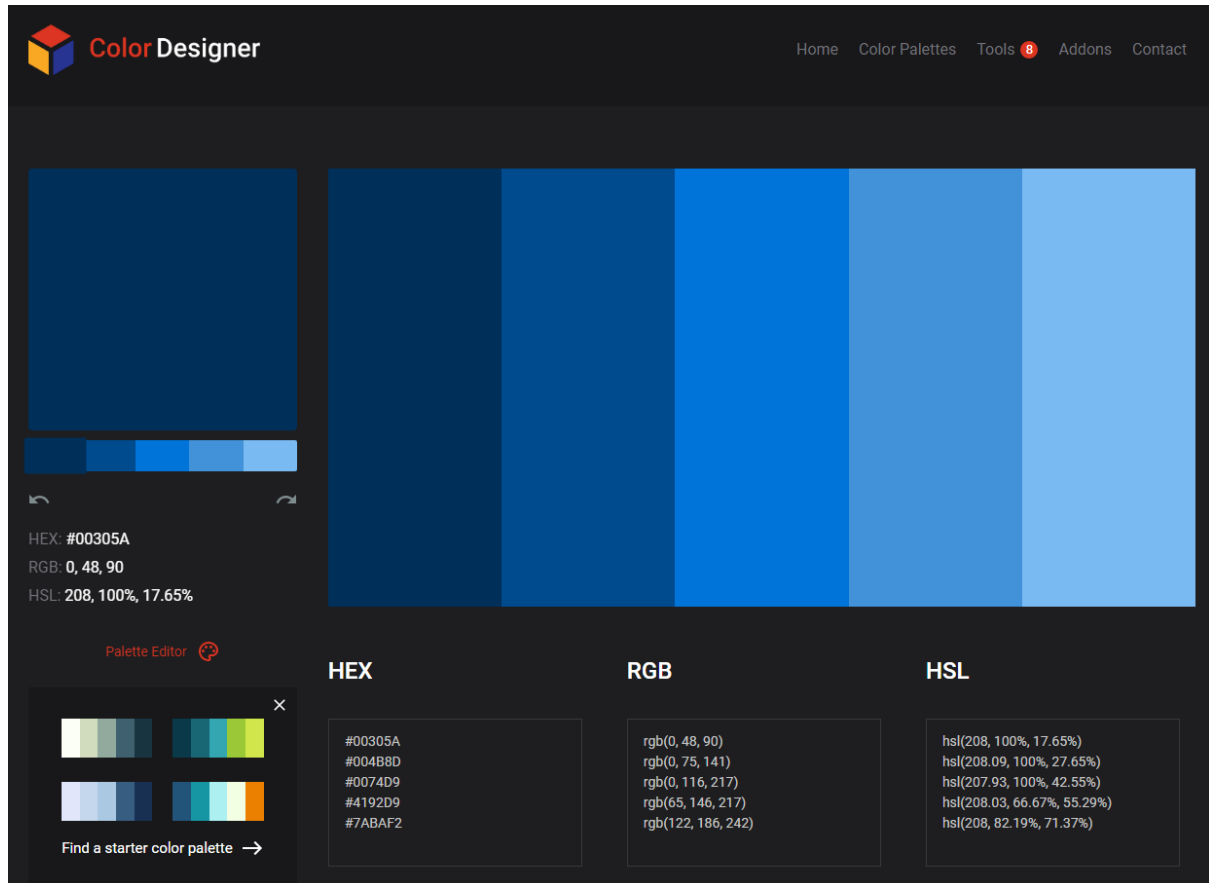 Color Designer
Home Color Palettes Tools 8 Addons Contact
HEX: #00305A
RGB: 0, 48, 90
HSL: 208, 100%, 17.65%
Palette Editor
Find a starter color palette
HEX
#00305A
#004B8D
#0074D9
#4192D9
#7ABAF2
RGB
rgb(0, 48, 90)
rgb(0, 75, 141)
rgb(0, 116, 217)
rgb(65, 146, 217)
rgb(122, 186, 242)
HSL
hsl(208, 100%, 17.65%)
hsl(208.09, 100%, 27.65%)
hsl(207.93, 100%, 42.55%)
hsl(208.03, 66.67%, 55.29%)
hsl(208, 82.19%, 71.37%)